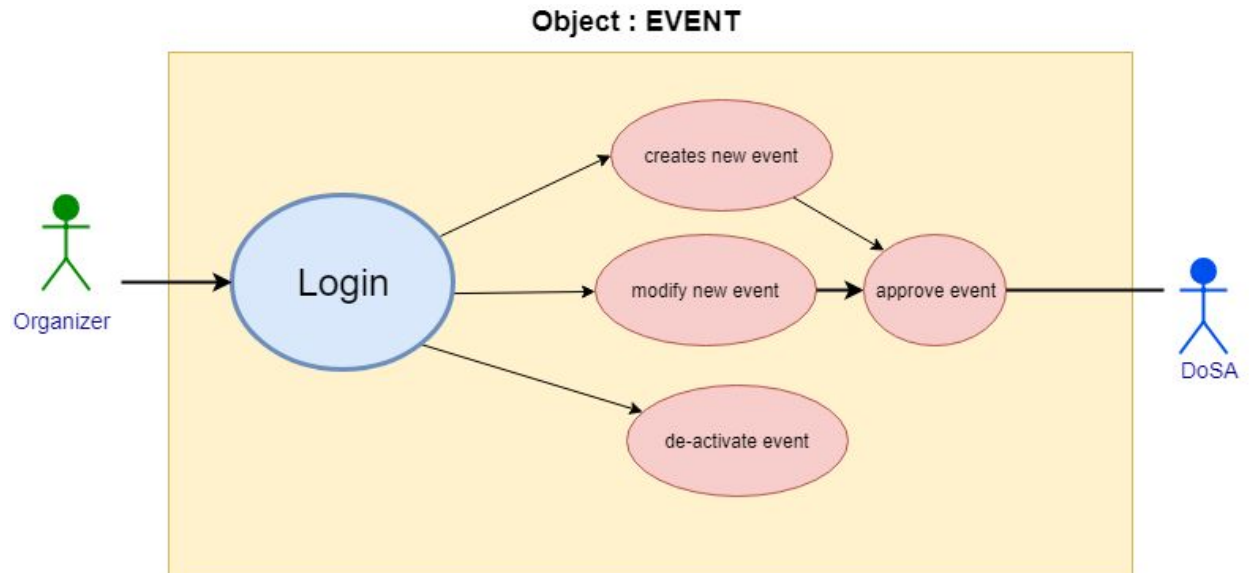 Object : EVENT
creates new event
Login
modify new event
approve event
Organizer
DoSA
de-activate event